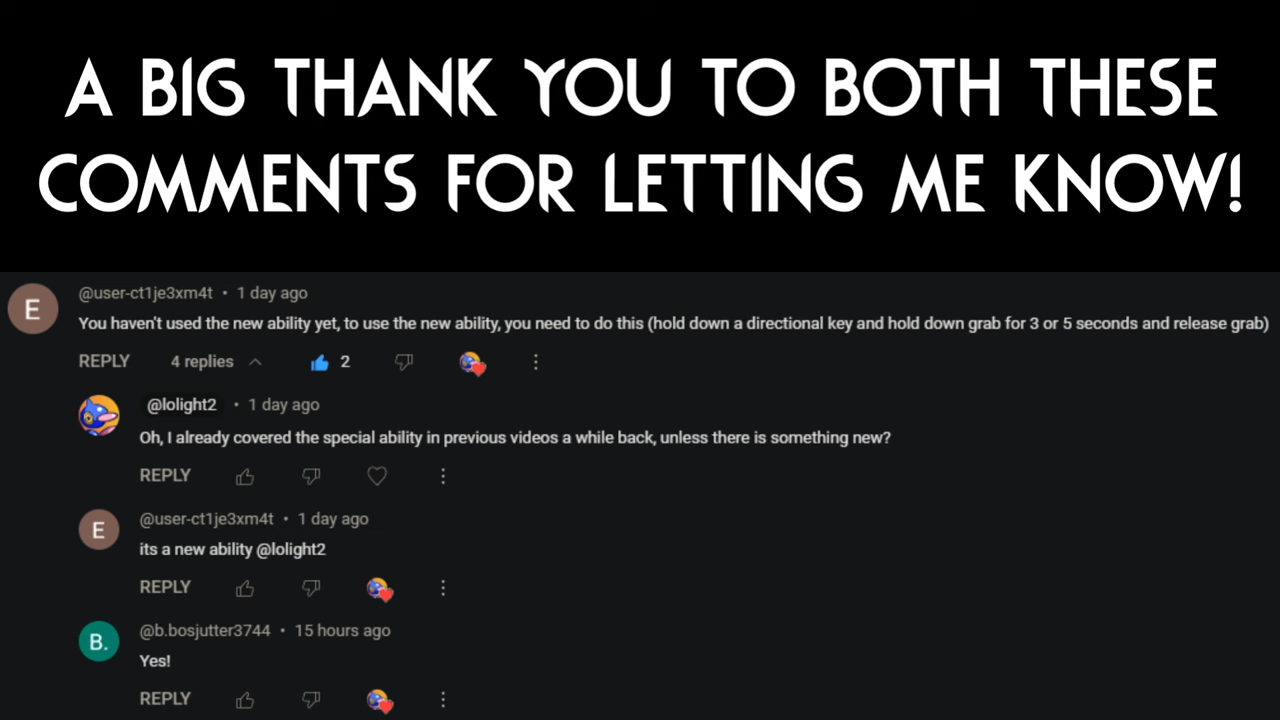 A BIG THANK YOU TO BOTH THESE
COMMENTS FOR LETTING ME KNOW!
E
@user-ct1je3xm4t • 1 day ago
You haven't used the new ability yet, to use the new ability, you need to do this (hold down a directional key and hold down grab for 3 or 5 seconds and release grab)
REPLY 4 replies 2
@lolight2 • 1 day ago
Oh, I already covered the special ability in previous videos a while back, unless there is something new?
REPLY
E
@user-ct1je3xm4t • 1 day ago
its a new ability @lolight2
REPLY
B.
@b.bosjutter3744 • 15 hours ago
Yes!
REPLY